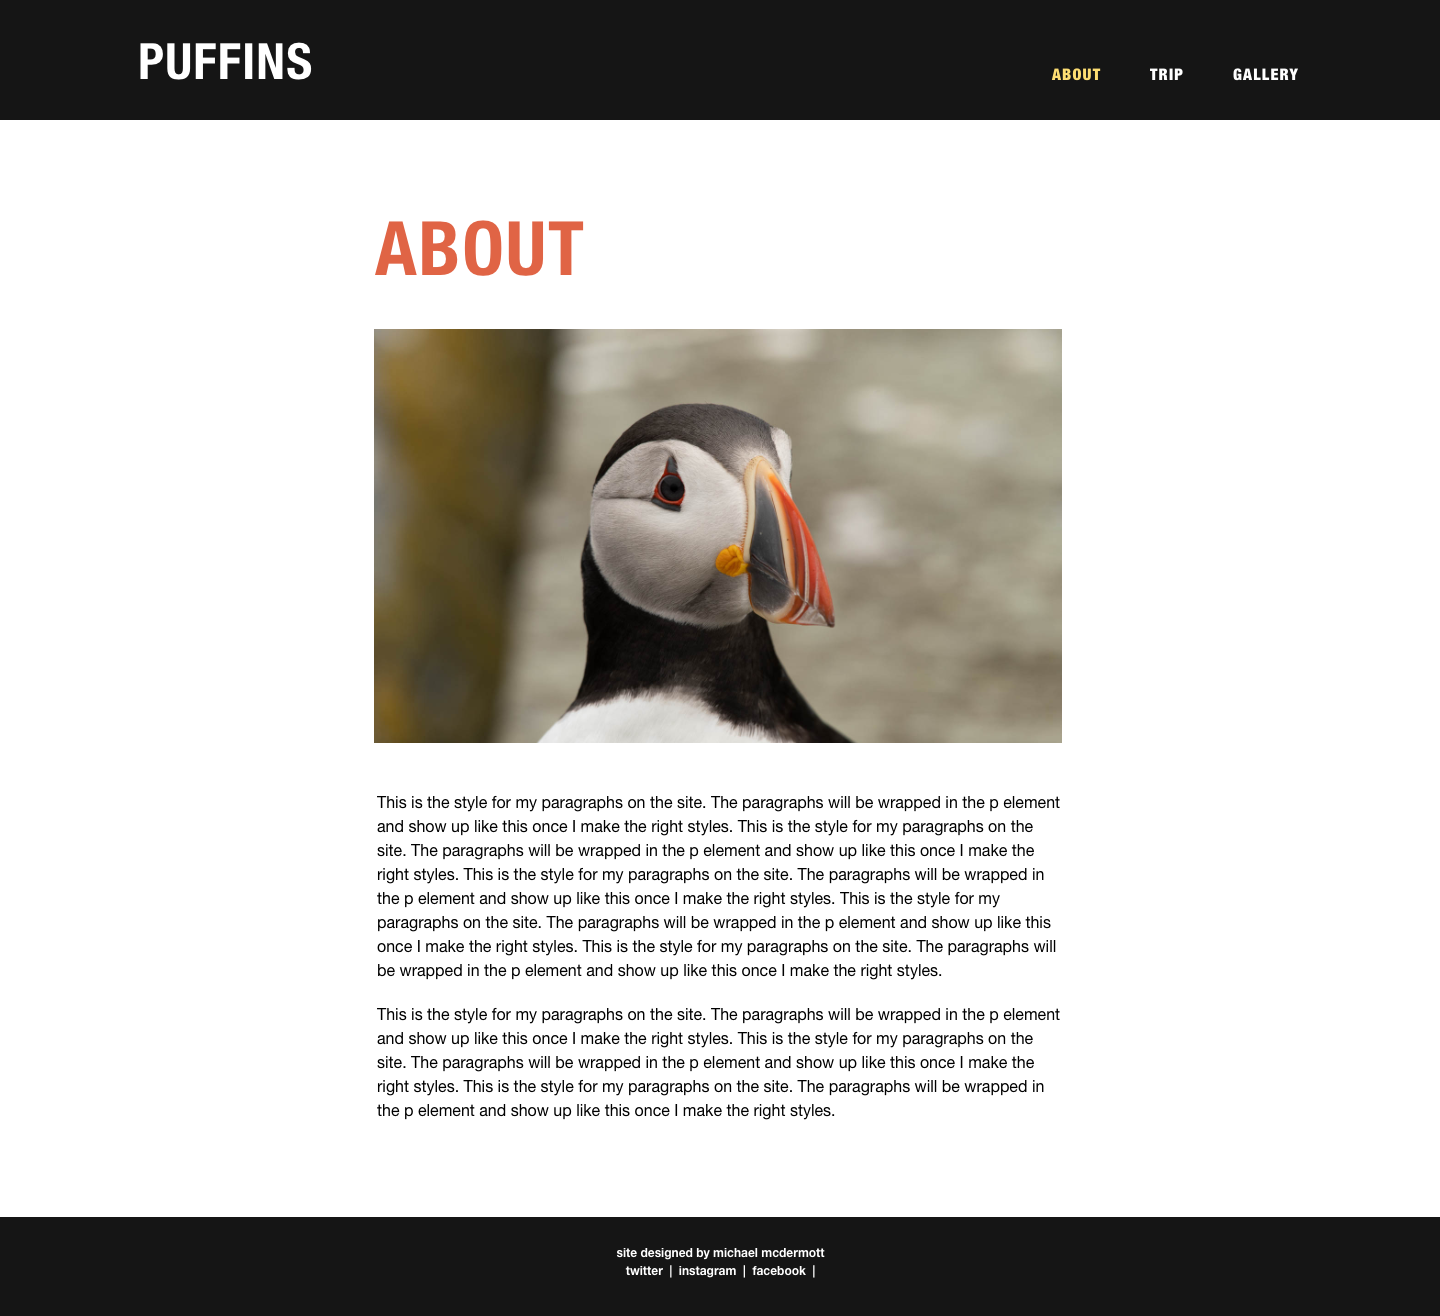 PUFFINS
ABOUT TRIP GALLERY
ABOUT
This is the style for my paragraphs on the site. The paragraphs will be wrapped in the p element
and show up like this once I make the right styles. This is the style for my paragraphs on the
site. The paragraphs will be wrapped in the p element and show up like this once I make the
right styles. This is the style for my paragraphs on the site. The paragraphs will be wrapped in
the p element and show up like this once I make the right styles. This is the style for my
paragraphs on the site. The paragraphs will be wrapped in the p element and show up like this
once I make the right styles. This is the style for my paragraphs on the site. The paragraphs will
be wrapped in the p element and show up like this once I make the right styles.
This is the style for my paragraphs on the site. The paragraphs will be wrapped in the p element
and show up like this once I make the right styles. This is the style for my paragraphs on the
site. The paragraphs will be wrapped in the p element and show up like this once I make the
right styles. This is the style for my paragraphs on the site. The paragraphs will be wrapped in
the p element and show up like this once I make the right styles.
site designed by michael mcdermott
twitter | instagram | facebook |